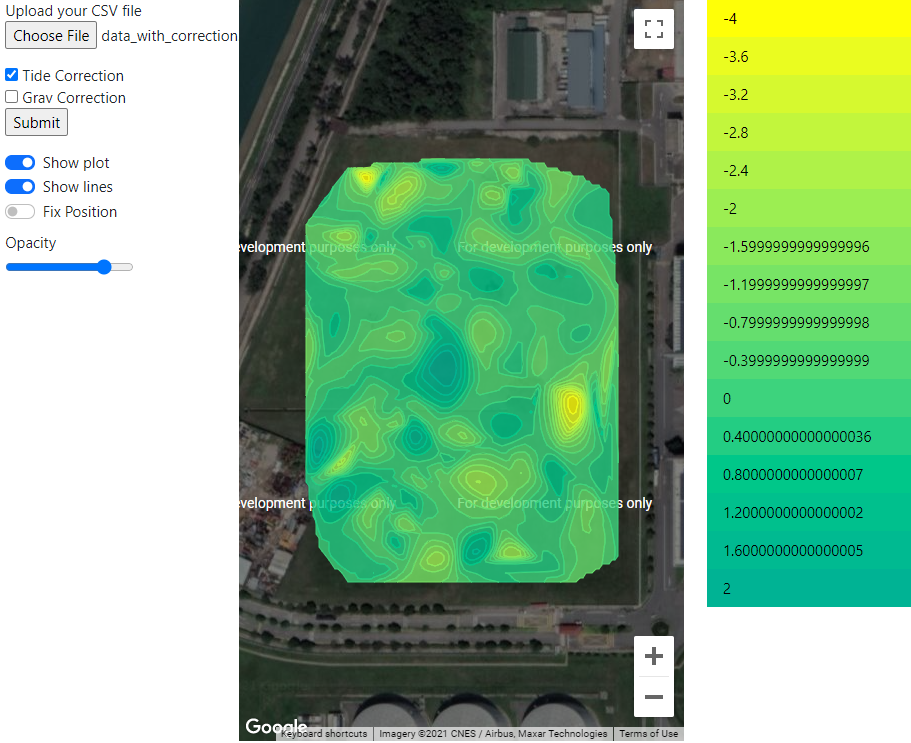 Upload your CSV file
Choose File data_with_correction
Tide Correction
Grav Correction
Submit
Show plot
Show lines
Fix Position
Opacity
evelopment purposes only
For development purposes only
evelopment purposes only
For development purposes only
Google
Keyboard shortcuts
Imagery ©2021 CNES / Airbus, Maxar Technologies
Terms of Use
-4
-3.6
-3.2
-2.8
-2.4
-2
-1.5999999999999996
-1.1999999999999997
-0.7999999999999998
-0.3999999999999999
0
0.40000000000000036
0.8000000000000007
1.2000000000000002
1.6000000000000005
2